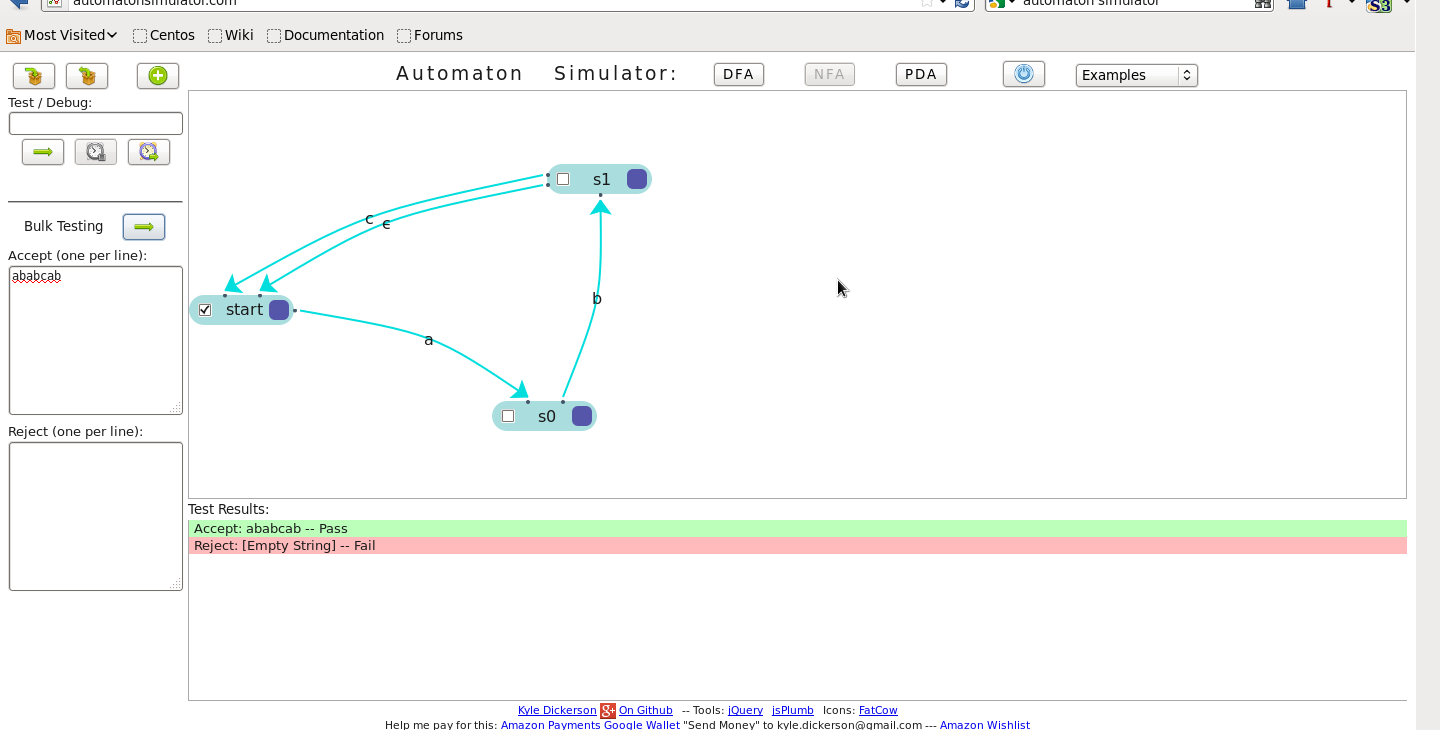 automatonsimulator.com
automaton simulator
Most Visited Centos Wiki Documentation Forums
Automaton Simulator: DFA NFA PDA Examples
Test / Debug:
Bulk Testing
Accept (one per line):
ababcab
Reject (one per line):
s1
c ϵ
start
b
a
s0
Test Results:
Accept: ababcab -- Pass
Reject: [Empty String] -- Fail
Kyle Dickerson On Github -- Tools: jQuery jsPlumb Icons: FatCow
Help me pay for this: Amazon Payments Google Wallet "Send Money" to kyle.dickerson@gmail.com --- Amazon Wishlist